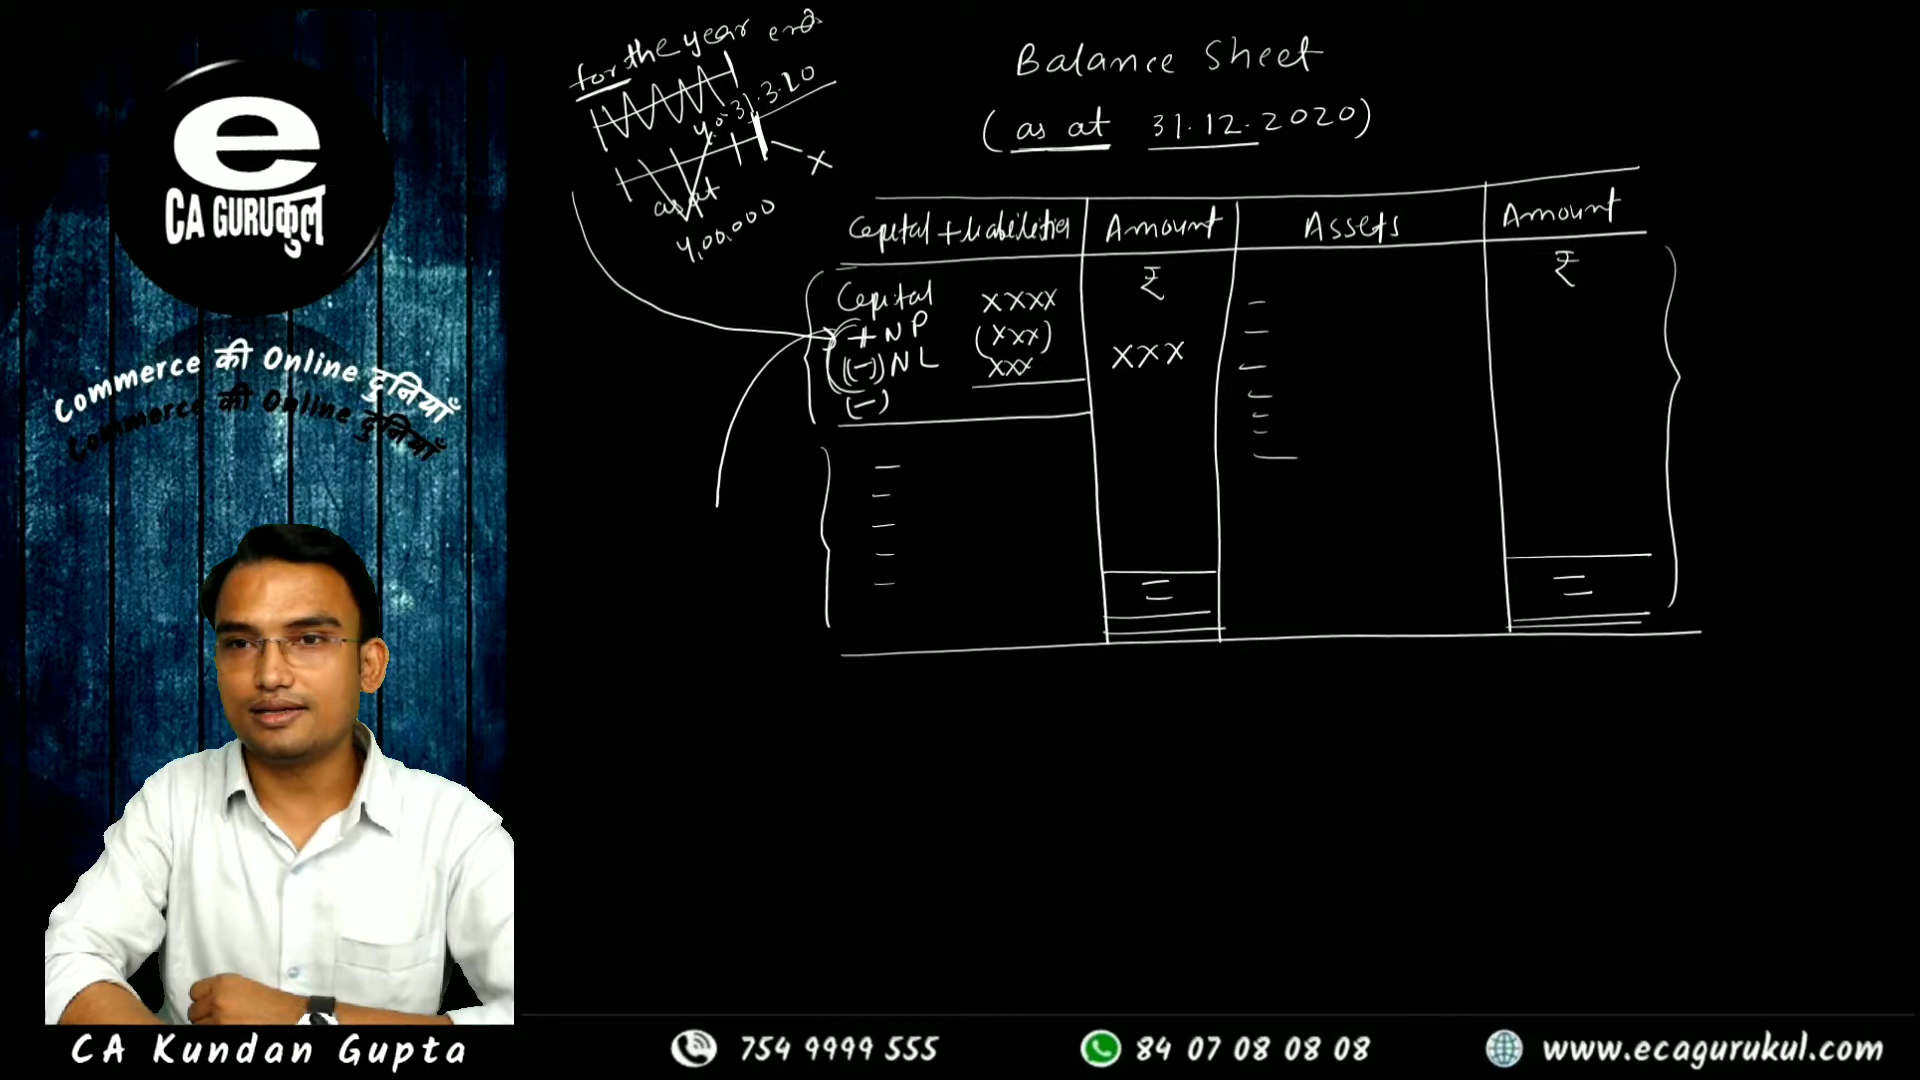 e
CA GURUकुल
Commerce की Online दुनियाँ
Commerce की Online दुनियाँ
for the year end
31.3.20
as at
4,00,000
X
Balance Sheet
(as at 31.12.2020)
Capital + Liabilities Amount Assets Amount
₹ ₹
Capital XXXX
+ NP (XXX)
(-) NL XXX XXX
(-)
CA Kundan Gupta
754 9999 555
84 07 08 08 08
www.ecagurukul.com